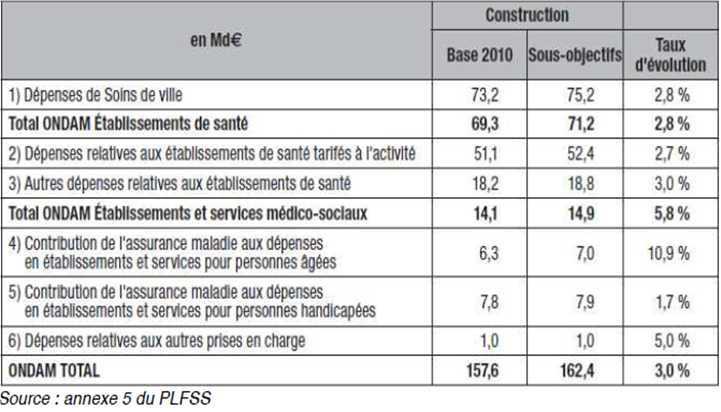 en Md€ Construction Taux d'évolution
Base 2010 Sous-objectifs
1) Dépenses de Soins de ville 73,2 75,2 2,8 %
Total ONDAM Établissements de santé 69,3 71,2 2,8 %
2) Dépenses relatives aux établissements de santé tarifés à l'activité 51,1 52,4 2,7 %
3) Autres dépenses relatives aux établissements de santé 18,2 18,8 3,0 %
Total ONDAM Établissements et services médico-sociaux 14,1 14,9 5,8 %
4) Contribution de l'assurance maladie aux dépenses
en établissements et services pour personnes âgées 6,3 7,0 10,9 %
5) Contribution de l'assurance maladie aux dépenses
en établissements et services pour personnes handicapées 7,8 7,9 1,7 %
6) Dépenses relatives aux autres prises en charge 1,0 1,0 5,0 %
ONDAM TOTAL 157,6 162,4 3,0 %
Source : annexe 5 du PLFSS